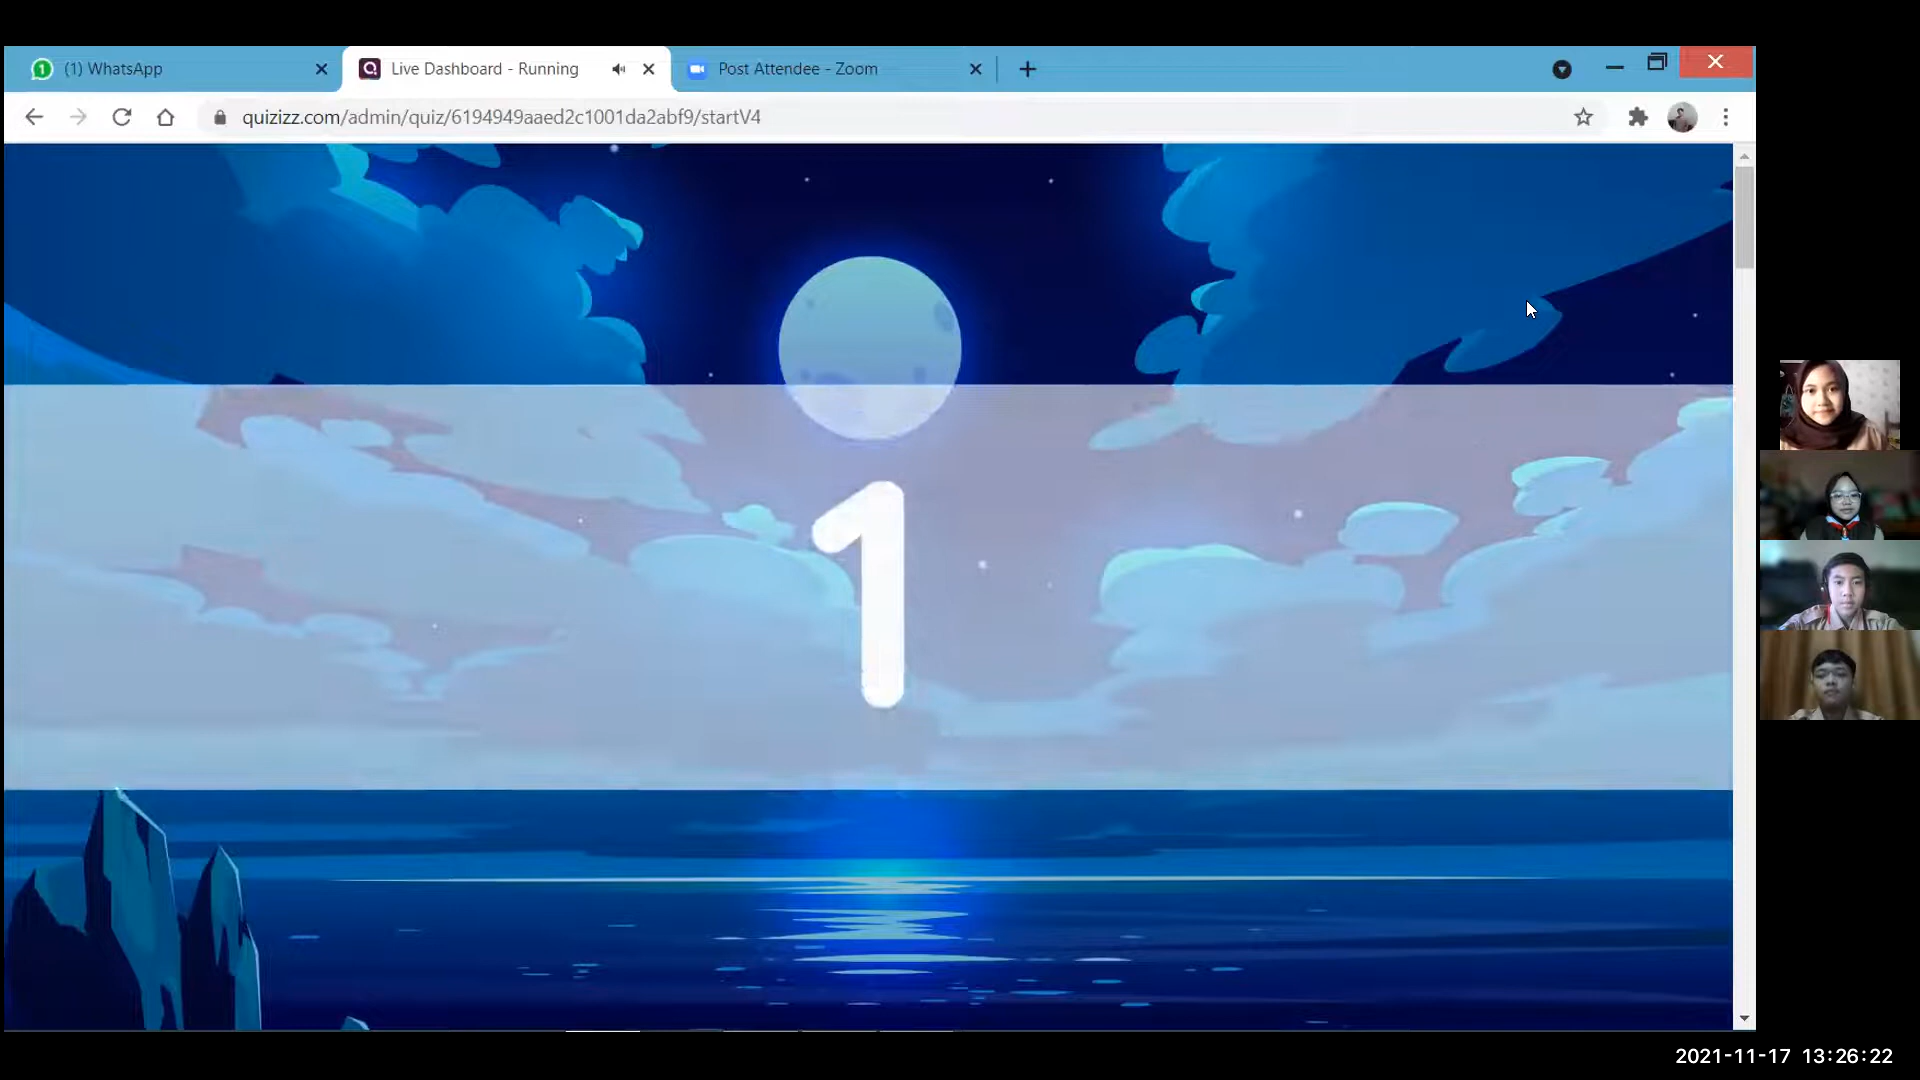 1
(1) WhatsApp
Live Dashboard - Running
Post Attendee - Zoom
quizizz.com/admin/quiz/6194949aaed2c1001da2abf9/startV4
1
2021-11-17 13:26:22